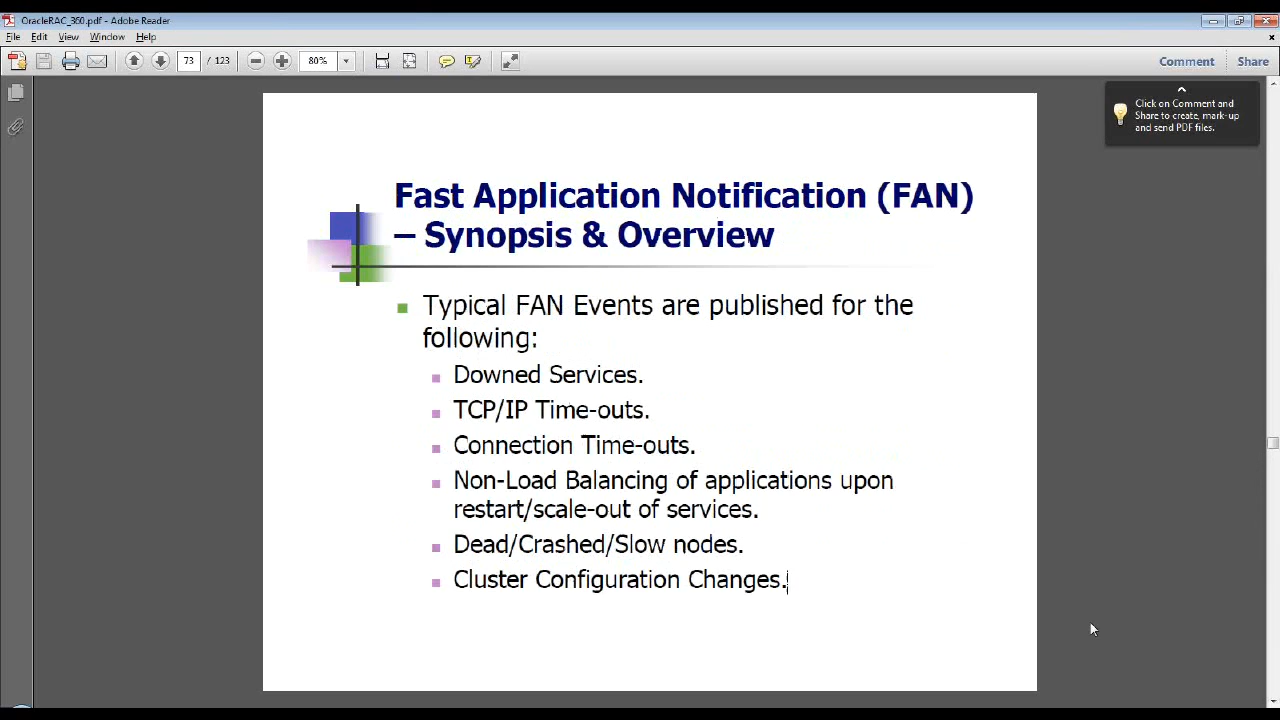 OracleRAC_360.pdf - Adobe Reader
File Edit View Window Help
73 / 123 80% Comment Share
Click on Comment and
Share to create, mark-up
and send PDF files.
Fast Application Notification (FAN)
– Synopsis & Overview
Typical FAN Events are published for the
following:
Downed Services.
TCP/IP Time-outs.
Connection Time-outs.
Non-Load Balancing of applications upon
restart/scale-out of services.
Dead/Crashed/Slow nodes.
Cluster Configuration Changes.